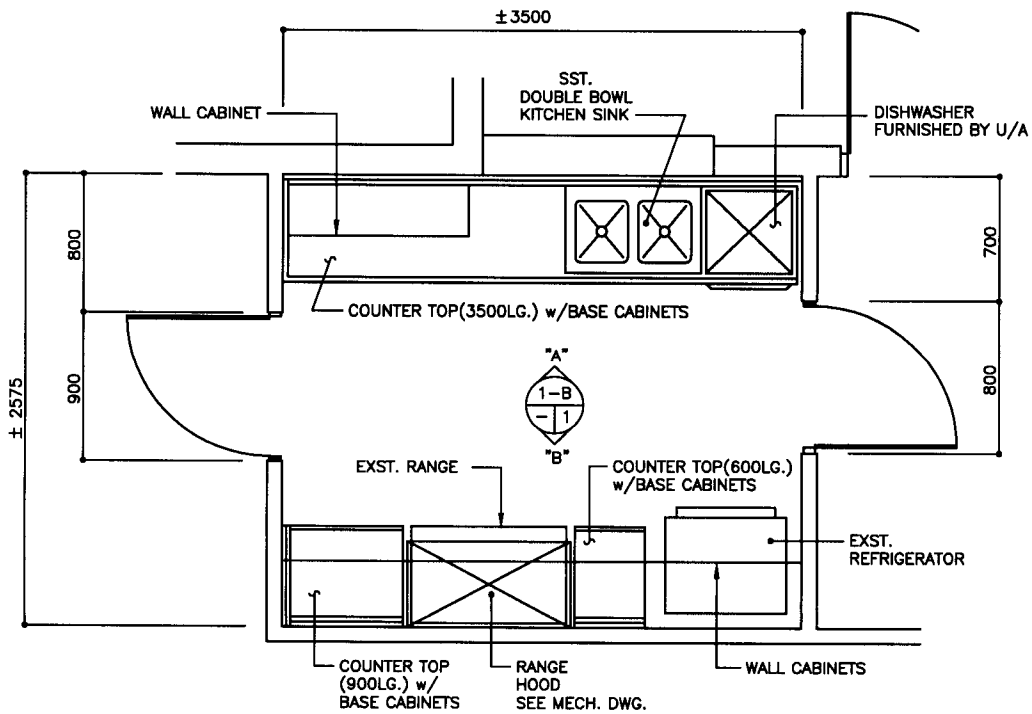 ±3500
SST.
DOUBLE BOWL
KITCHEN SINK
WALL CABINET
DISHWASHER
FURNISHED BY U/A
800
700
COUNTER TOP(3500LG.) w/BASE CABINETS
± 2575
900
"A"
1-B
- 1
"B"
800
EXST. RANGE
COUNTER TOP(600LG.)
w/BASE CABINETS
EXST.
REFRIGERATOR
COUNTER TOP
(900LG.) w/
BASE CABINETS
RANGE
HOOD
SEE MECH. DWG.
WALL CABINETS